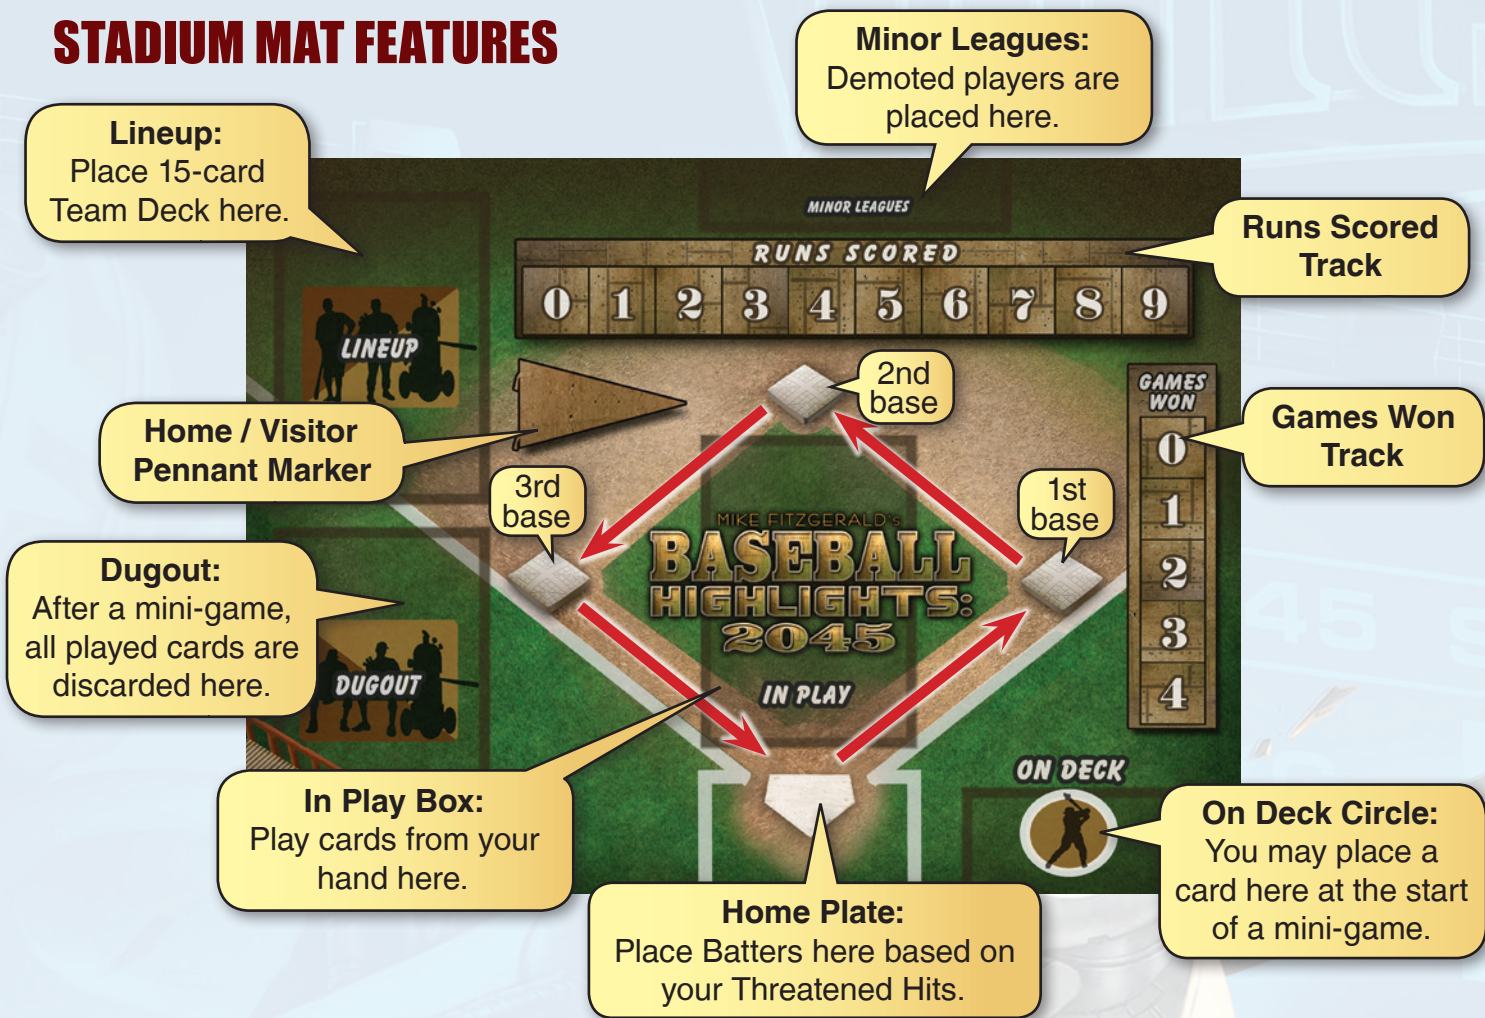 STADIUM MAT FEATURES
Minor Leagues:
Demoted players are
placed here.
Lineup:
Place 15-card
Team Deck here.
MINOR LEAGUES
Runs Scored
Track
RUNS SCORED
0 1 2 3 4 5 6 7 8 9
LINEUP
2nd
base
GAMES
WON
0
1
2
3
4
Games Won
Track
Home / Visitor
Pennant Marker
3rd
base
1st
base
MIKE FITZGERALD's
BASEBALL
HIGHLIGHTS:
2045
Dugout:
After a mini-game,
all played cards are
discarded here.
DUGOUT
IN PLAY
ON DECK
In Play Box:
Play cards from your
hand here.
On Deck Circle:
You may place a
card here at the start
of a mini-game.
Home Plate:
Place Batters here based on
your Threatened Hits.